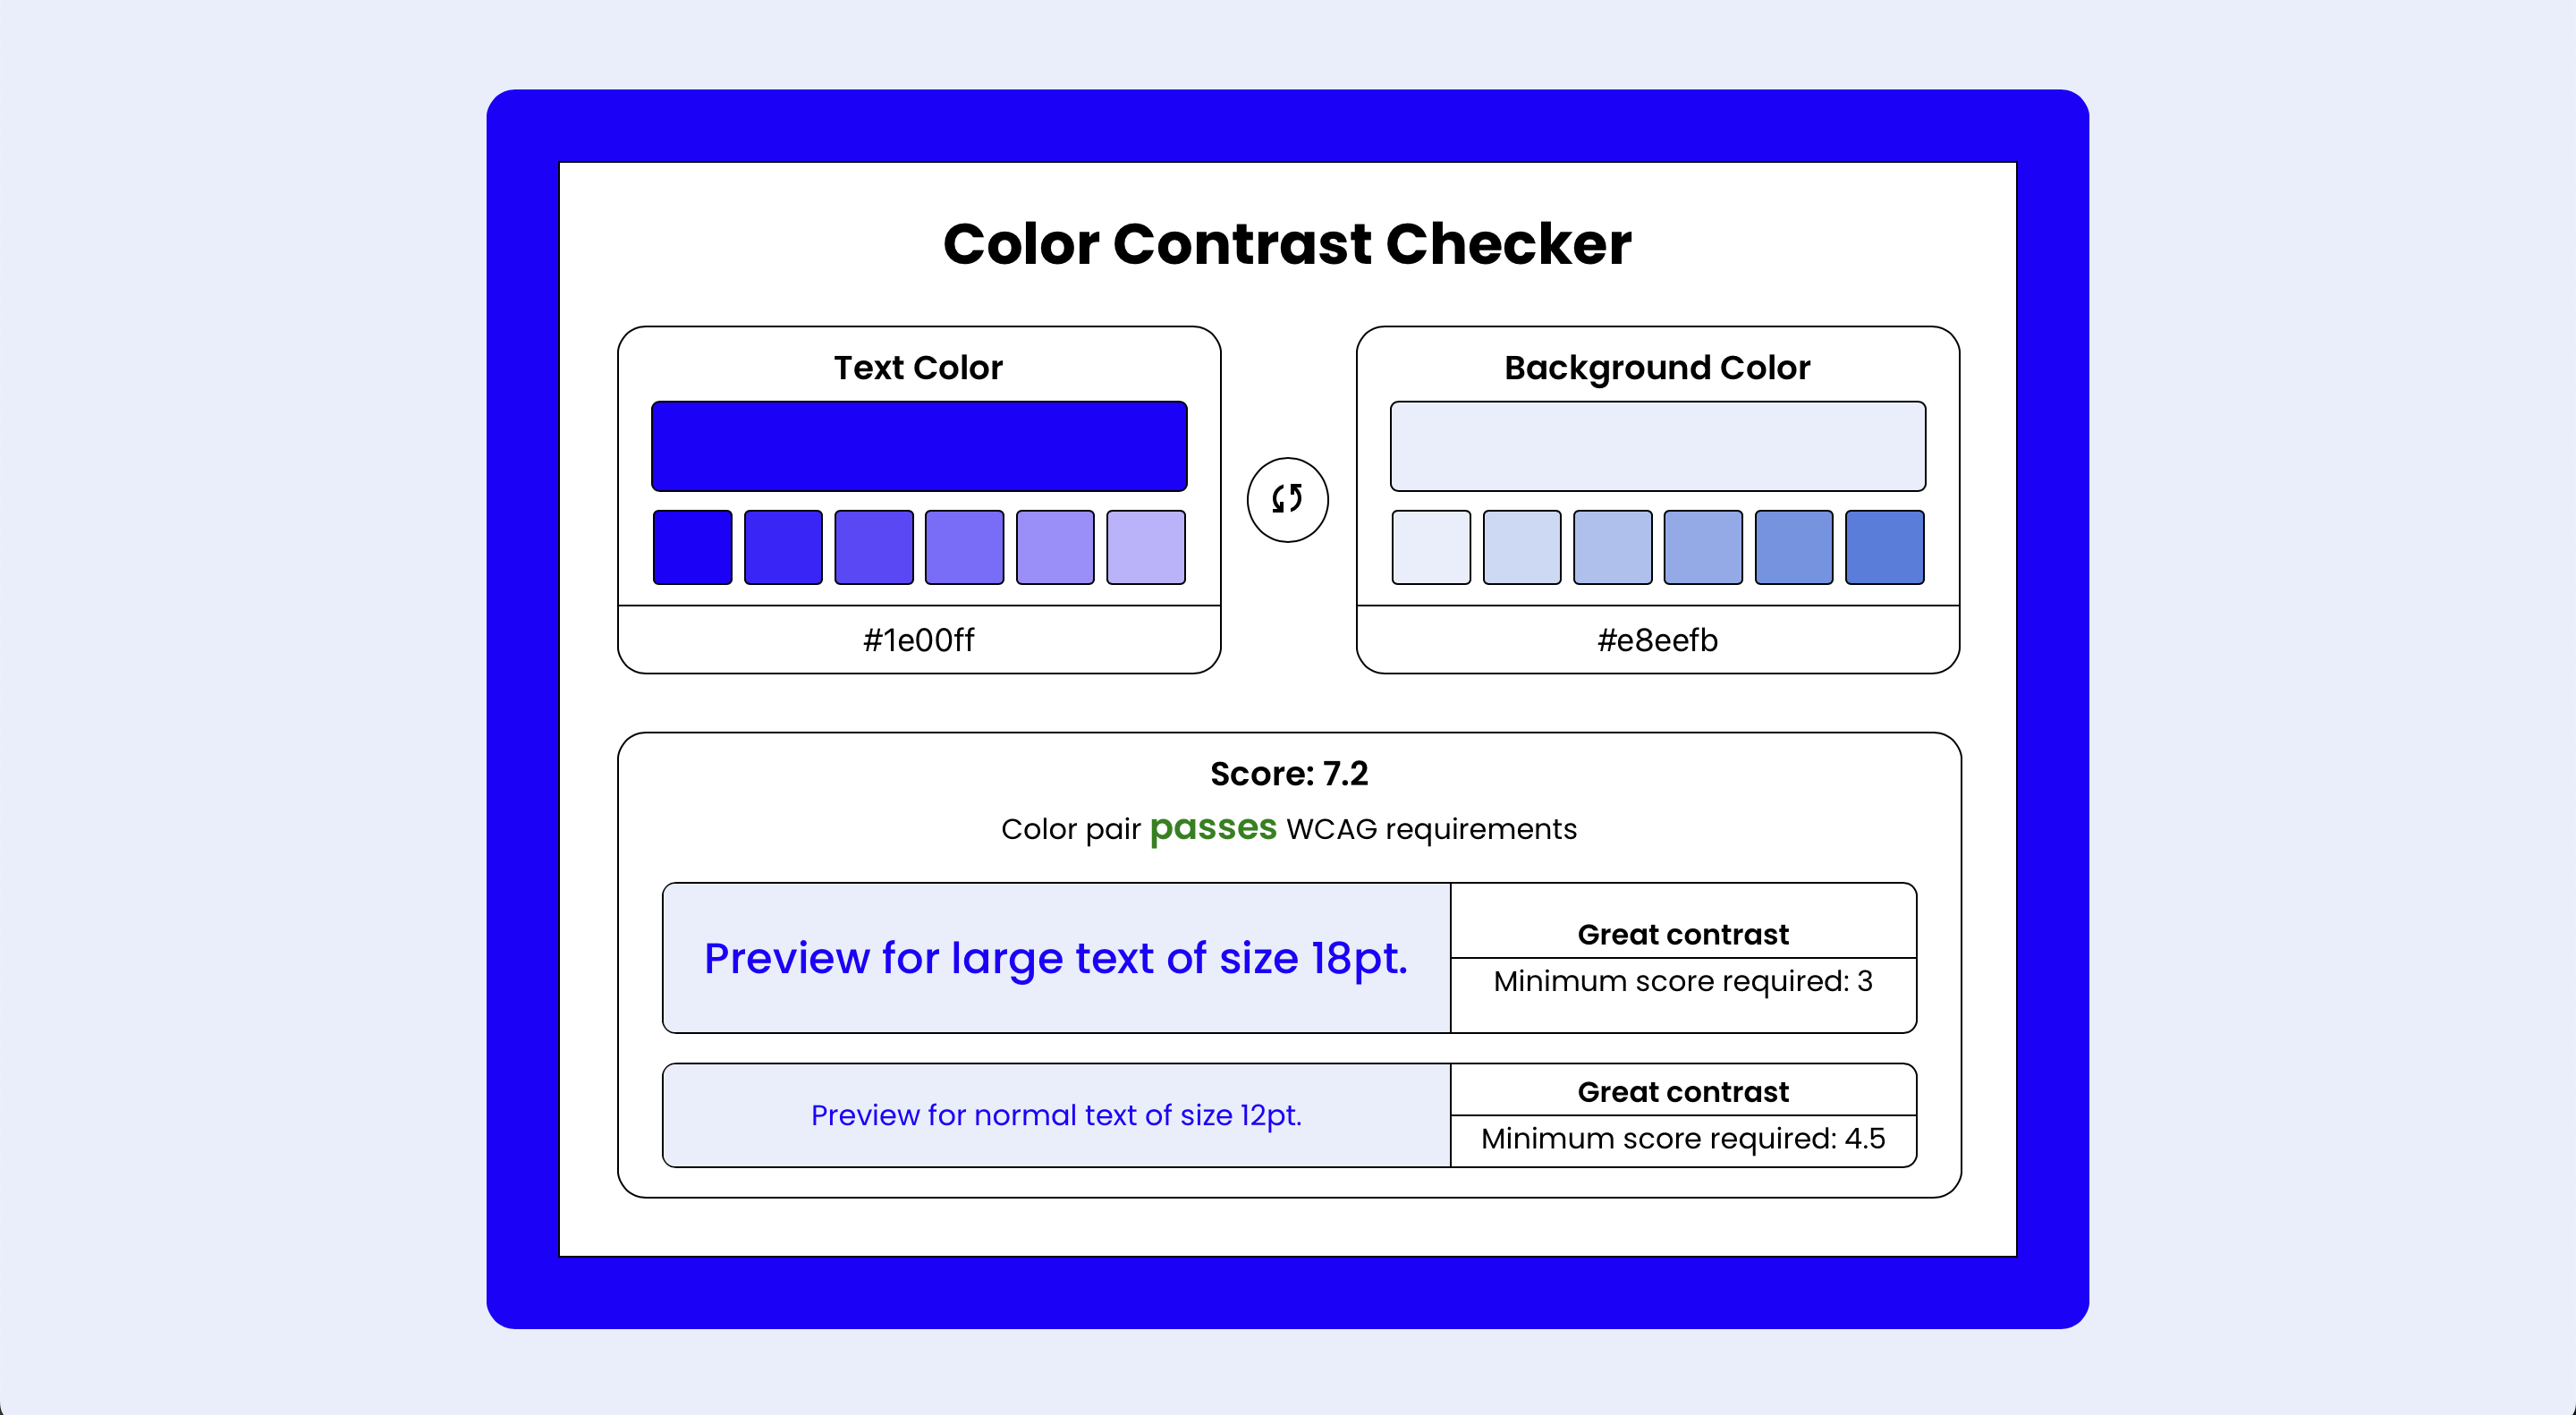 Color Contrast Checker
Text Color
#1e00ff
Background Color
#e8eefb
Score: 7.2
Color pair passes WCAG requirements
Preview for large text of size 18pt.
Great contrast
Minimum score required: 3
Preview for normal text of size 12pt.
Great contrast
Minimum score required: 4.5